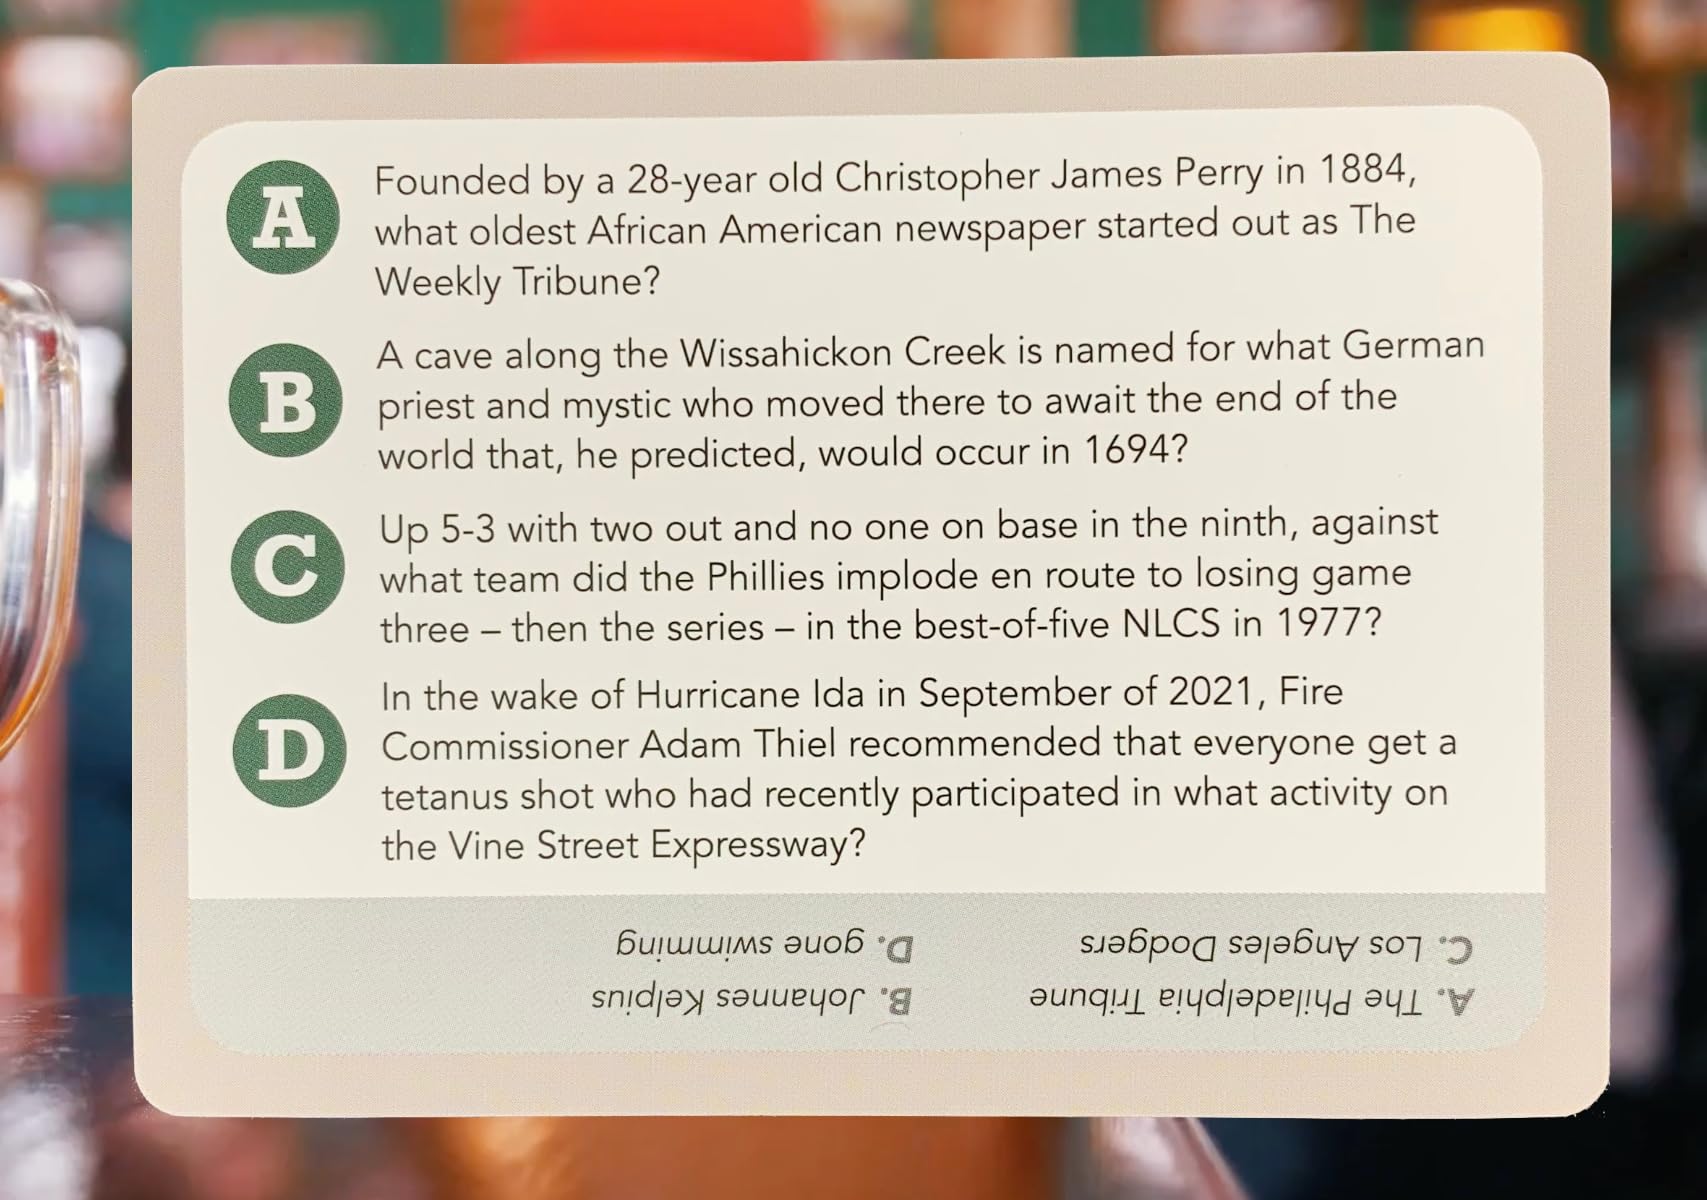 A
Founded by a 28-year old Christopher James Perry in 1884,
what oldest African American newspaper started out as The
Weekly Tribune?
B
A cave along the Wissahickon Creek is named for what German
priest and mystic who moved there to await the end of the
world that, he predicted, would occur in 1694?
C
Up 5-3 with two out and no one on base in the ninth, against
what team did the Phillies implode en route to losing game
three – then the series – in the best-of-five NLCS in 1977?
D
In the wake of Hurricane Ida in September of 2021, Fire
Commissioner Adam Thiel recommended that everyone get a
tetanus shot who had recently participated in what activity on
the Vine Street Expressway?
A. The Philadelphia Tribune
B. Johannes Kelpius
C. Los Angeles Dodgers
D. gone swimming